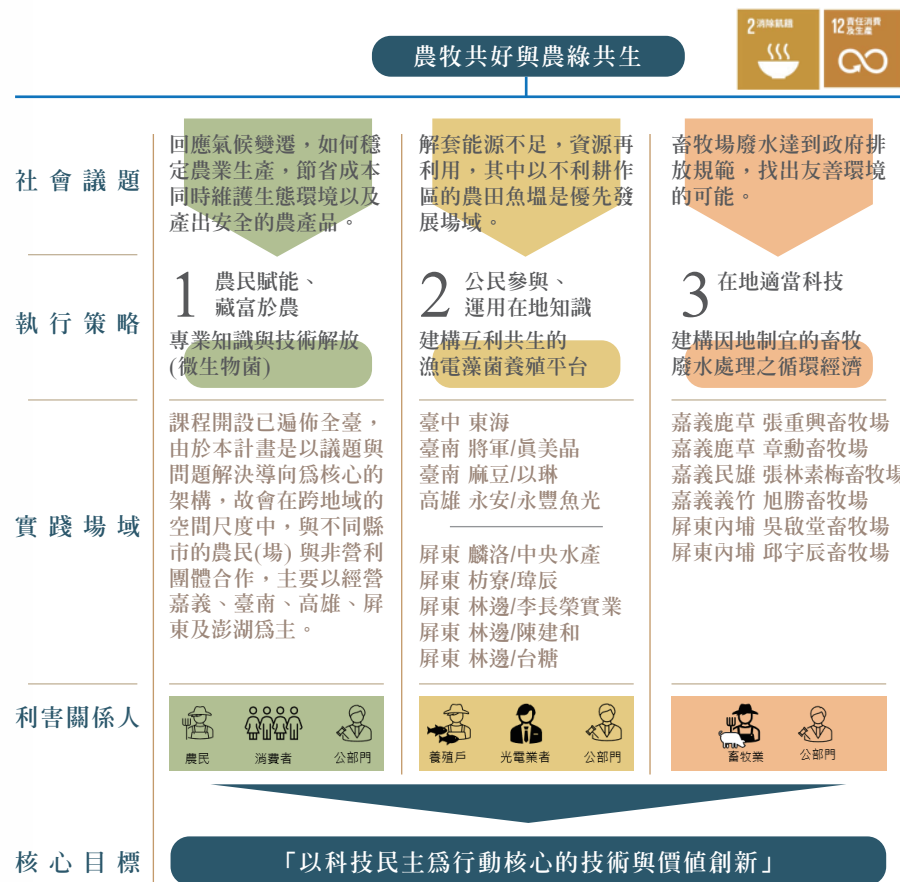 農牧共好與農綠共生
2 消除飢餓
12 責任消費
及生產
社會議題
回應氣候變遷，如何穩
定農業生產，節省成本
同時維護生態環境以及
產出安全的農產品。
解套能源不足，資源再
利用，其中以不利耕作
區的農田魚塭是優先發
展場域。
畜牧場廢水達到政府排
放規範，找出友善環境
的可能。
執行策略
1 農民賦能、
藏富於農
專業知識與技術解放
(微生物菌)
2 公民參與、
運用在地知識
建構互利共生的
漁電藻菌養殖平台
3 在地適當科技
建構因地制宜的畜牧
廢水處理之循環經濟
實踐場域
課程開設已遍佈全臺，
由於本計畫是以議題與
問題解決導向爲核心的
架構，故會在跨地域的
空間尺度中，與不同縣
市的農民(場) 與非營利
團體合作，主要以經營
嘉義、臺南、高雄、屏
東及澎湖爲主。
臺中 東海
臺南 將軍/眞美品
臺南 麻豆/以琳
高雄 永安/永豐魚光
屏東 麟洛/中央水產
屏東 枋寮/瑋辰
屏東 林邊/李長榮實業
屏東 林邊/陳建和
屏東 林邊/台糖
嘉義鹿草 張重興畜牧場
嘉義鹿草 章勳畜牧場
嘉義民雄 張林素梅畜牧場
嘉義義竹 旭勝畜牧場
屏東內埔 吳啟堂畜牧場
屏東內埔 邱宇辰畜牧場
利害關係人
農民 消費者 公部門
養殖戶 光電業者 公部門
畜牧業 公部門
核心目標
「以科技民主爲行動核心的技術與價値創新」